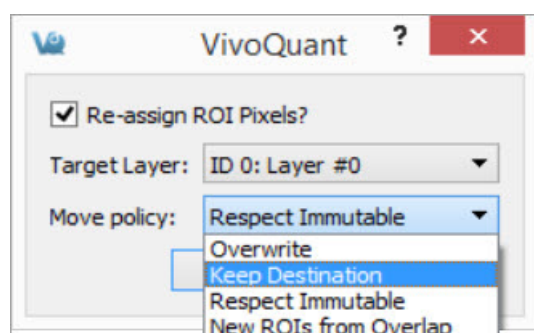 VivoQuant ?
Re-assign ROI Pixels?
Target Layer: ID 0: Layer #0
Move policy: Respect Immutable
Overwrite
Keep Destination
Respect Immutable
New ROIs from Overlap